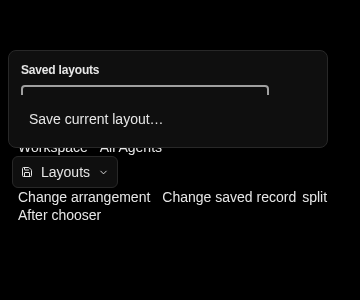 Saved layouts
Save current layout…
Workspace All Agents
Layouts
Change arrangement Change saved record split
After chooser